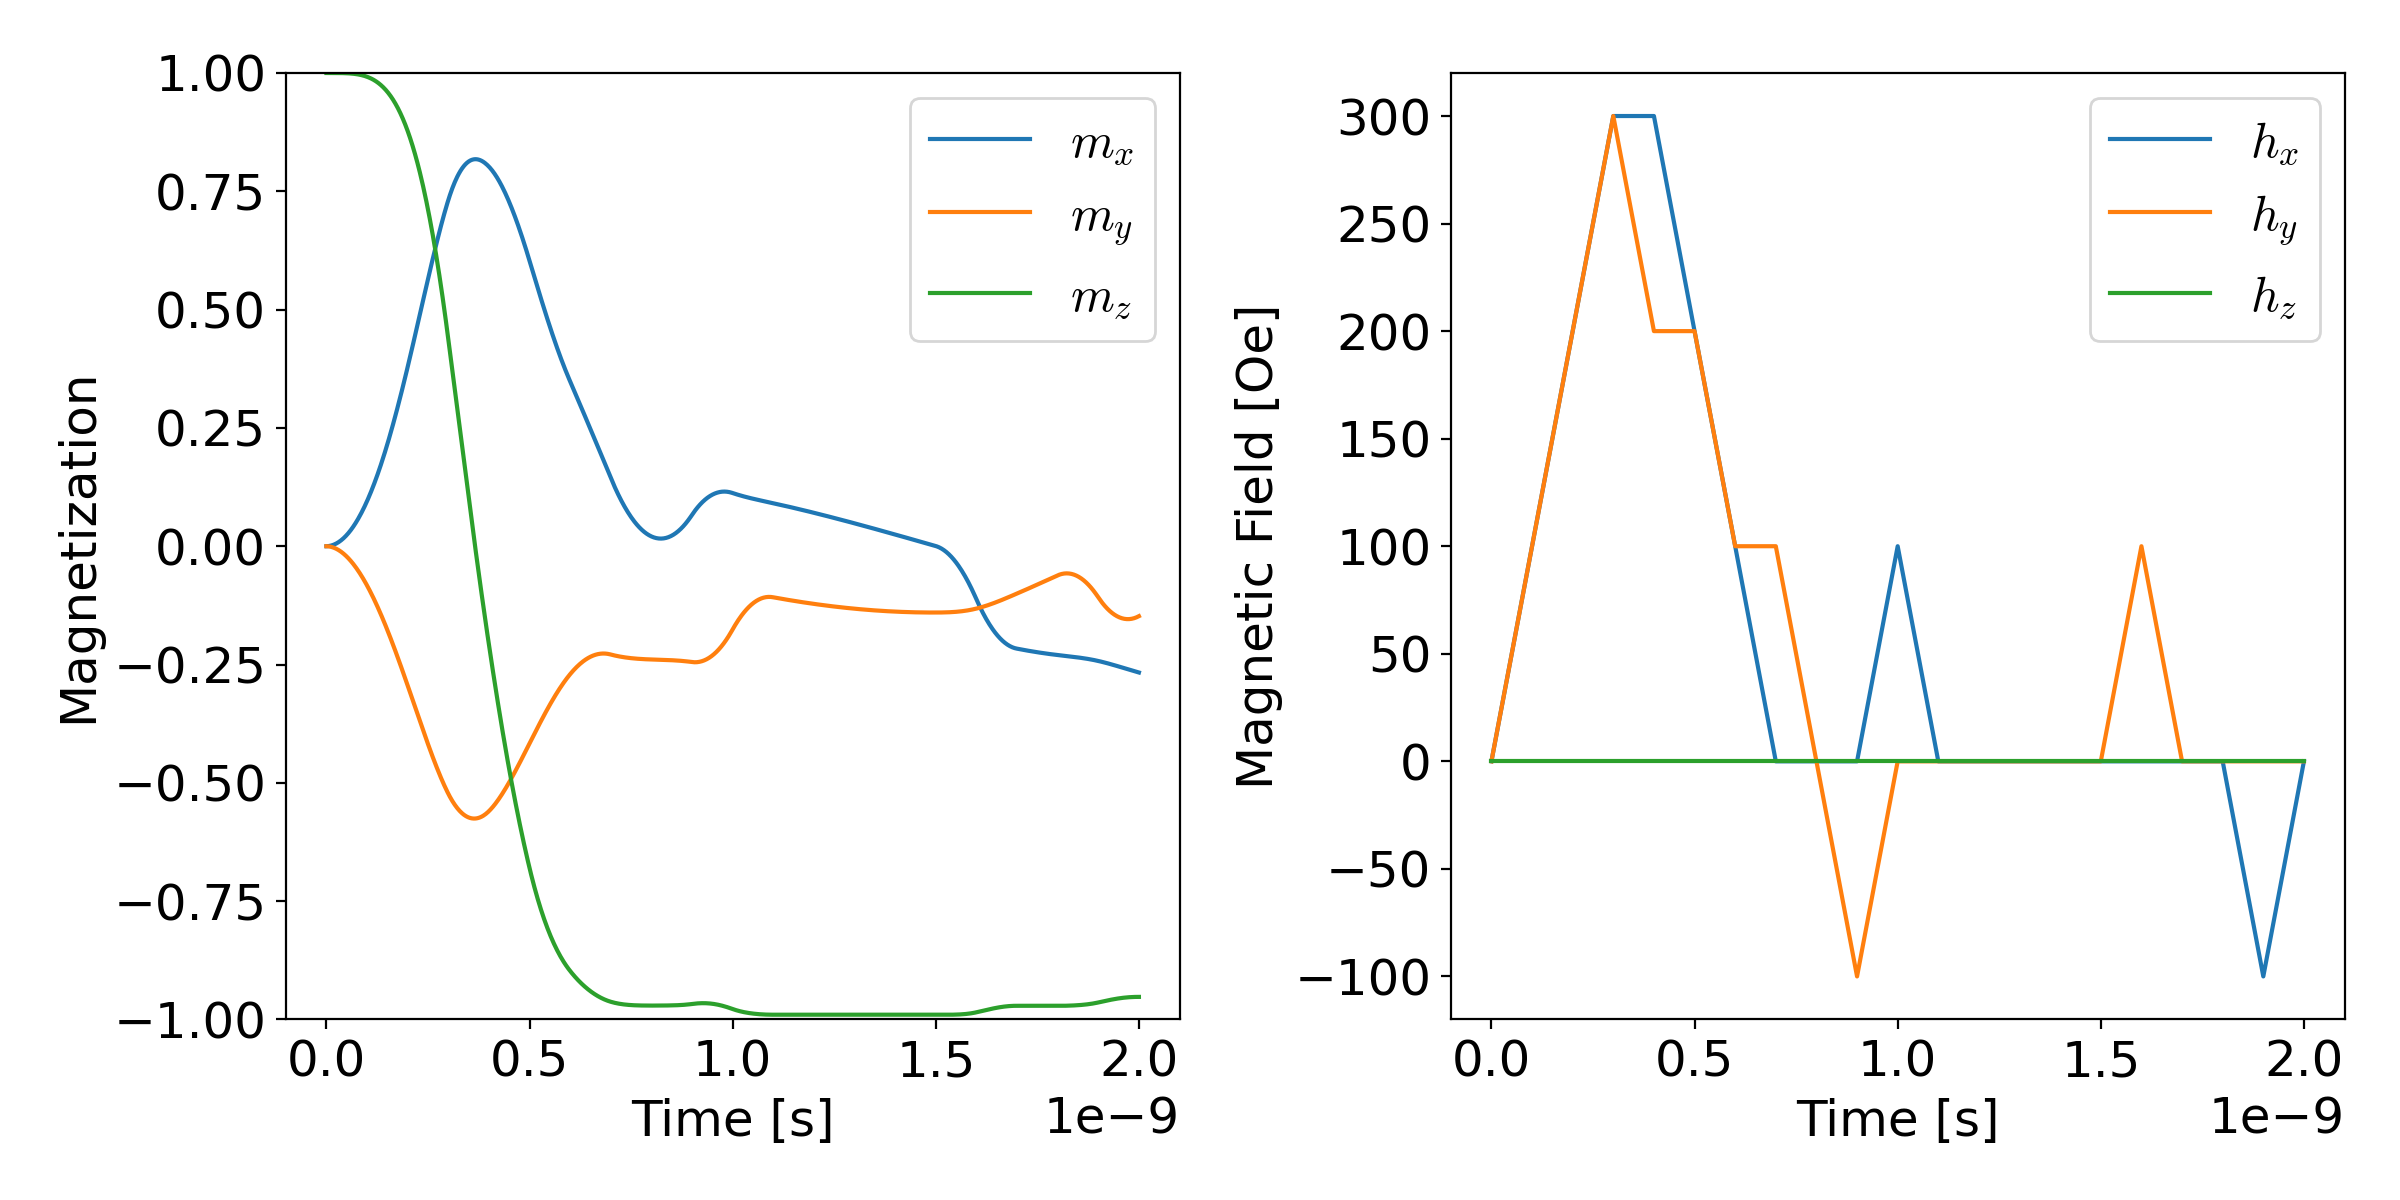 Magnetization
1.00
0.75
0.50
0.25
0.00
−0.25
−0.50
−0.75
−1.00
0.0 0.5 1.0 1.5 2.0
Time [s]
1e−9
m_x
m_y
m_z
Magnetic Field [Oe]
300
250
200
150
100
50
0
−50
−100
0.0 0.5 1.0 1.5 2.0
Time [s]
1e−9
h_x
h_y
h_z